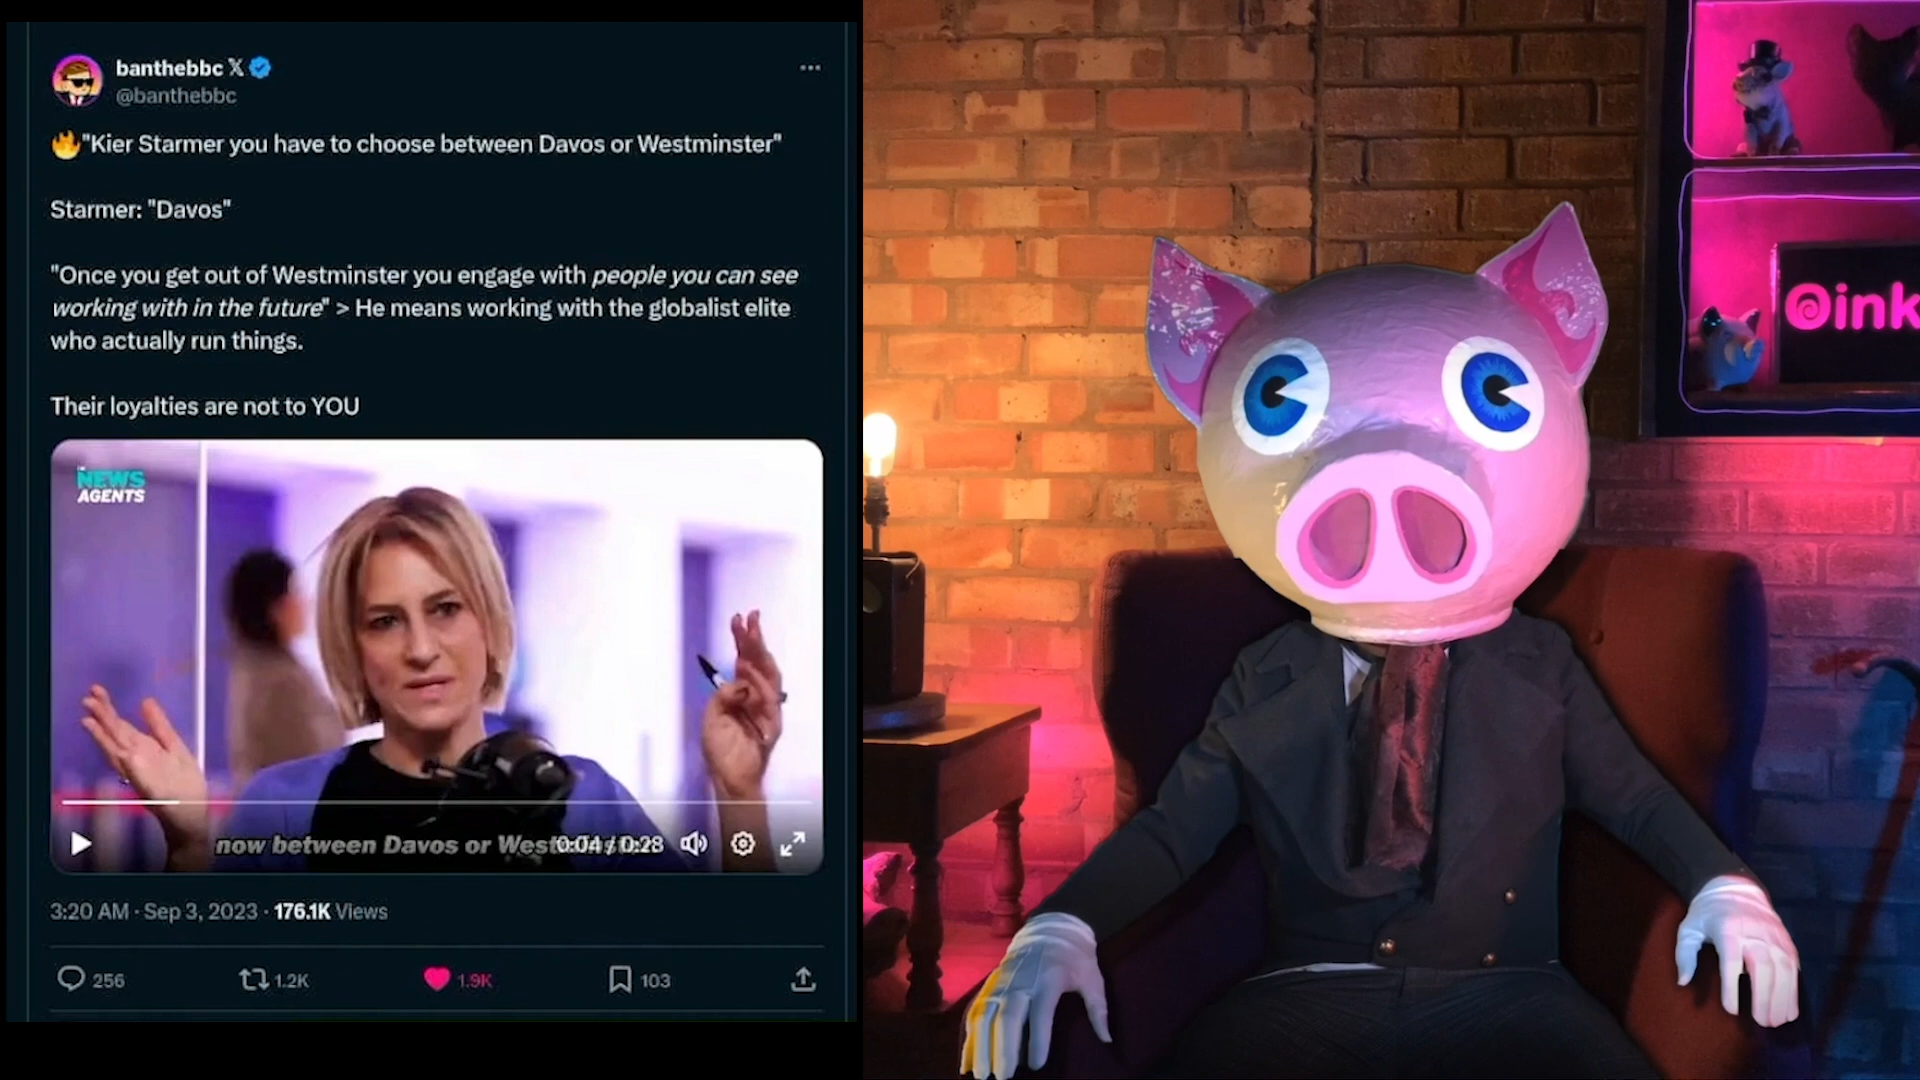 banthebbc X
@banthebbc
🔥"Kier Starmer you have to choose between Davos or Westminster"
Starmer: "Davos"
"Once you get out of Westminster you engage with people you can see
working with in the future" > He means working with the globalist elite
who actually run things.
Their loyalties are not to YOU
THE
NEWS
AGENTS
now between Davos or
0:04 / 0:28
3:20 AM · Sep 3, 2023 · 176.1K Views
256
1.2K
1.9K
103
Oink